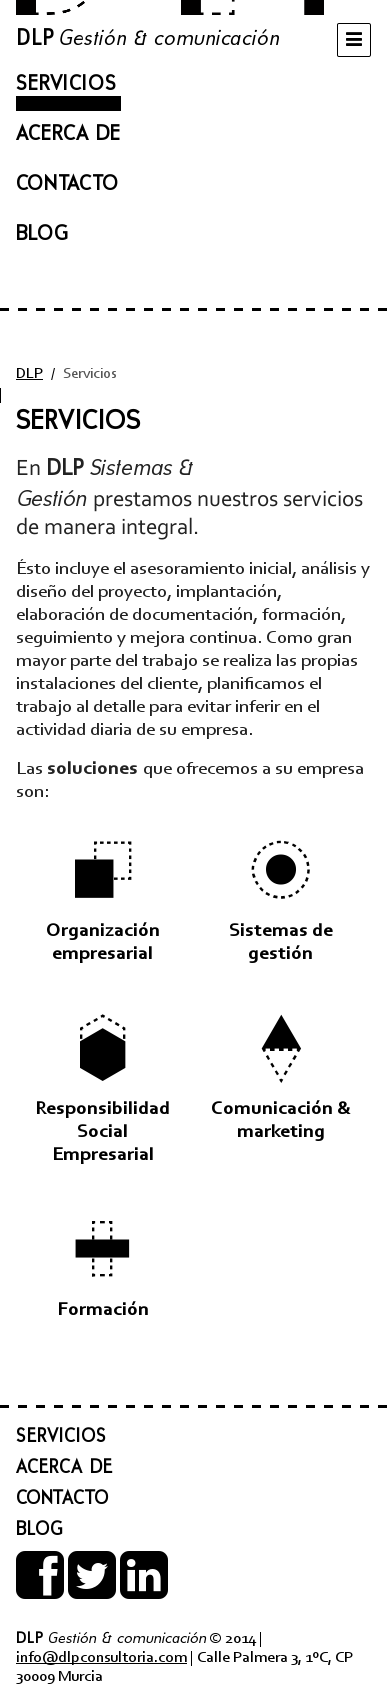 DLP Gestión & comunicación
SERVICIOS
ACERCA DE
CONTACTO
BLOG
DLP / Servicios
SERVICIOS
En DLP Sistemas &
Gestión prestamos nuestros servicios
de manera integral.
Ésto incluye el asesoramiento inicial, análisis y
diseño del proyecto, implantación,
elaboración de documentación, formación,
seguimiento y mejora continua. Como gran
mayor parte del trabajo se realiza las propias
instalaciones del cliente, planificamos el
trabajo al detalle para evitar inferir en el
actividad diaria de su empresa.
Las soluciones que ofrecemos a su empresa
son:
Organización
empresarial
Sistemas de
gestión
Responsibilidad
Social
Empresarial
Comunicación &
marketing
Formación
SERVICIOS
ACERCA DE
CONTACTO
BLOG
DLP Gestión & comunicación © 2014 |
info@dlpconsultoria.com | Calle Palmera 3, 1ºC, CP
30009 Murcia